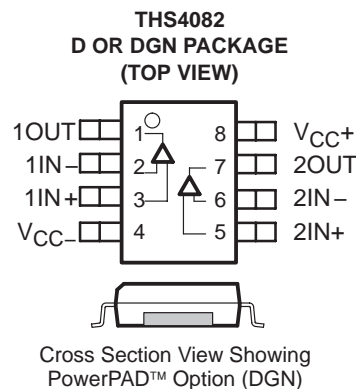 THS4082
D OR DGN PACKAGE
(TOP VIEW)
1OUT 1 8 VCC+
1IN− 2 7 2OUT
1IN+ 3 6 2IN−
VCC− 4 5 2IN+
Cross Section View Showing
PowerPAD™ Option (DGN)